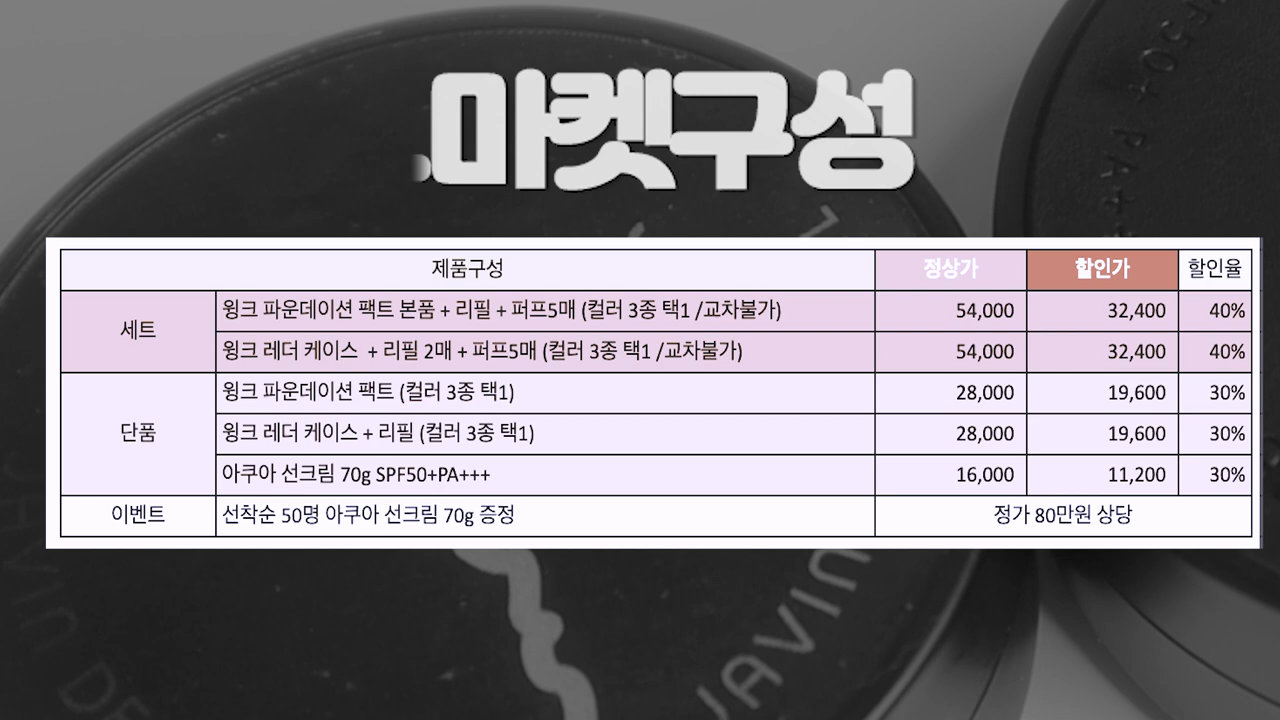 마켓구성
제품구성 정상가 할인가 할인율
세트
윙크 파운데이션 팩트 본품 + 리필 + 퍼프5매 (컬러 3종 택1 /교차불가) 54,000 32,400 40%
윙크 레더 케이스 + 리필 2매 + 퍼프5매 (컬러 3종 택1 /교차불가) 54,000 32,400 40%
단품
윙크 파운데이션 팩트 (컬러 3종 택1) 28,000 19,600 30%
윙크 레더 케이스 + 리필 (컬러 3종 택1) 28,000 19,600 30%
아쿠아 선크림 70g SPF50+PA+++ 16,000 11,200 30%
이벤트 선착순 50명 아쿠아 선크림 70g 증정 정가 80만원 상당
JAVIN
JAVIN DE